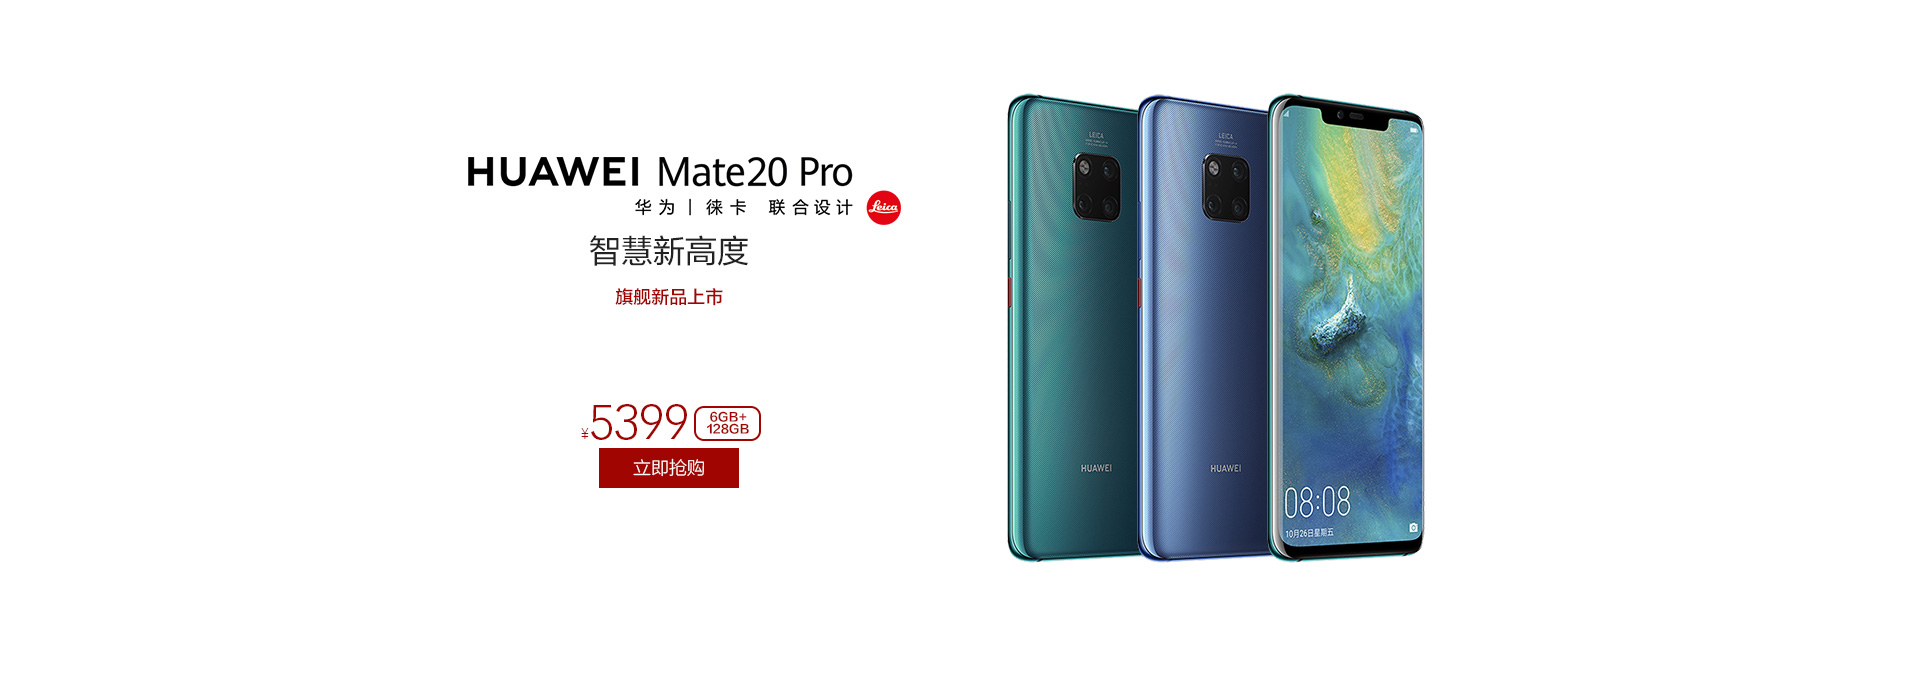 HUAWEI Mate20 Pro
华为 | 徕卡 联合设计
Leica
智慧新高度
旗舰新品上市
¥5399
6GB+
128GB
立即抢购
LEICA
HUAWEI
LEICA
HUAWEI
08:08
10月26日星期五